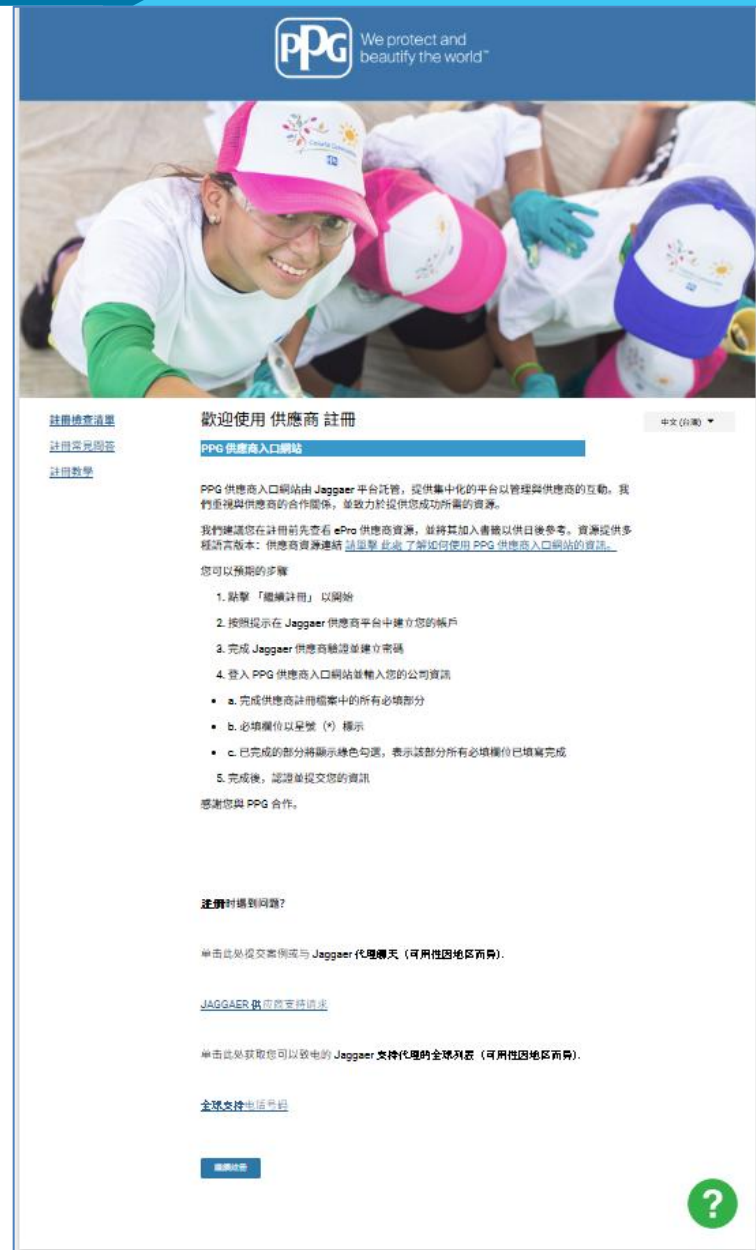 PPG
We protect and
beautify the world™
註冊檢查清單
註冊常見問答
註冊教學
歡迎使用 供應商 註冊
中文 (台灣)
PPG 供應商入口網站
PPG 供應商入口網站由 Jaggaer 平台託管，提供集中化的平台以管理與供應商的互動。我
們重視與供應商的合作關係，並致力於提供您成功所需的資源。
我們建議您在註冊前先查看 ePro 供應商資源，並將其加入書籤以供日後參考。資源提供多
種語言版本：供應商資源連結 請單擊 此處 了解如何使用 PPG 供應商入口網站的資訊。
您可以預期的步驟
1. 點擊 「繼續註冊」 以開始
2. 按照提示在 Jaggaer 供應商平台中建立您的帳戶
3. 完成 Jaggaer 供應商驗證並建立密碼
4. 登入 PPG 供應商入口網站並輸入您的公司資訊
• a. 完成供應商註冊檔案中的所有必填部分
• b. 必填欄位以星號（*）標示
• c. 已完成的部分將顯示綠色勾選，表示該部分所有必填欄位已填寫完成
5. 完成後，認證並提交您的資訊
感謝您與 PPG 合作。
注册时遇到问题?
单击此处提交案例或与 Jaggaer 代理聊天（可用性因地区而异).
JAGGAER 供应商支持请求
单击此处获取您可以致电的 Jaggaer 支持代理的全球列表（可用性因地区而异).
全球支持电话号码
繼續註冊
?